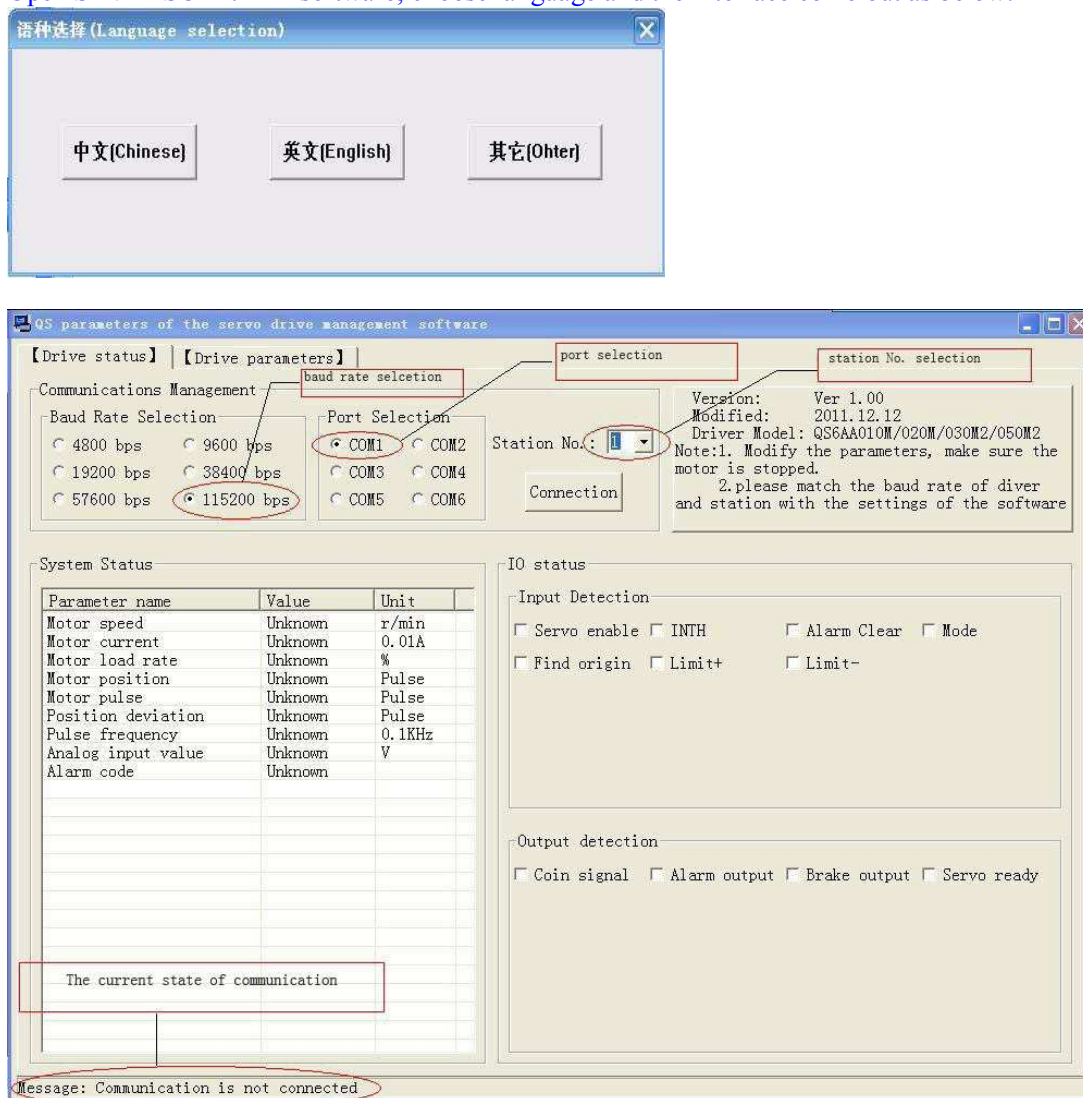 语种选择(Language selection)
中文(Chinese) 英文(English) 其它(Ohter)
QS parameters of the servo drive management software
【Drive status】 【Drive parameters】
port selection
station No. selection
baud rate selcetion
Communications Management
Baud Rate Selection
4800 bps 9600 bps
19200 bps 38400 bps
57600 bps 115200 bps
Port Selection
COM1 COM2
COM3 COM4
COM5 COM6
Station No.: 1
Connection
Version: Ver 1.00
Modified: 2011.12.12
Driver Model: QS6AA010M/020M/030M2/050M2
Note:1. Modify the parameters, make sure the
motor is stopped.
2.please match the baud rate of diver
and station with the settings of the software
System Status
Parameter name Value Unit
Motor speed Unknown r/min
Motor current Unknown 0.01A
Motor load rate Unknown %
Motor position Unknown Pulse
Motor pulse Unknown Pulse
Position deviation Unknown Pulse
Pulse frequency Unknown 0.1KHz
Analog input value Unknown V
Alarm code Unknown
The current state of communication
IO status
Input Detection
Servo enable INTH Alarm Clear Mode
Find origin Limit+ Limit-
Output detection
Coin signal Alarm output Brake output Servo ready
Message: Communication is not connected